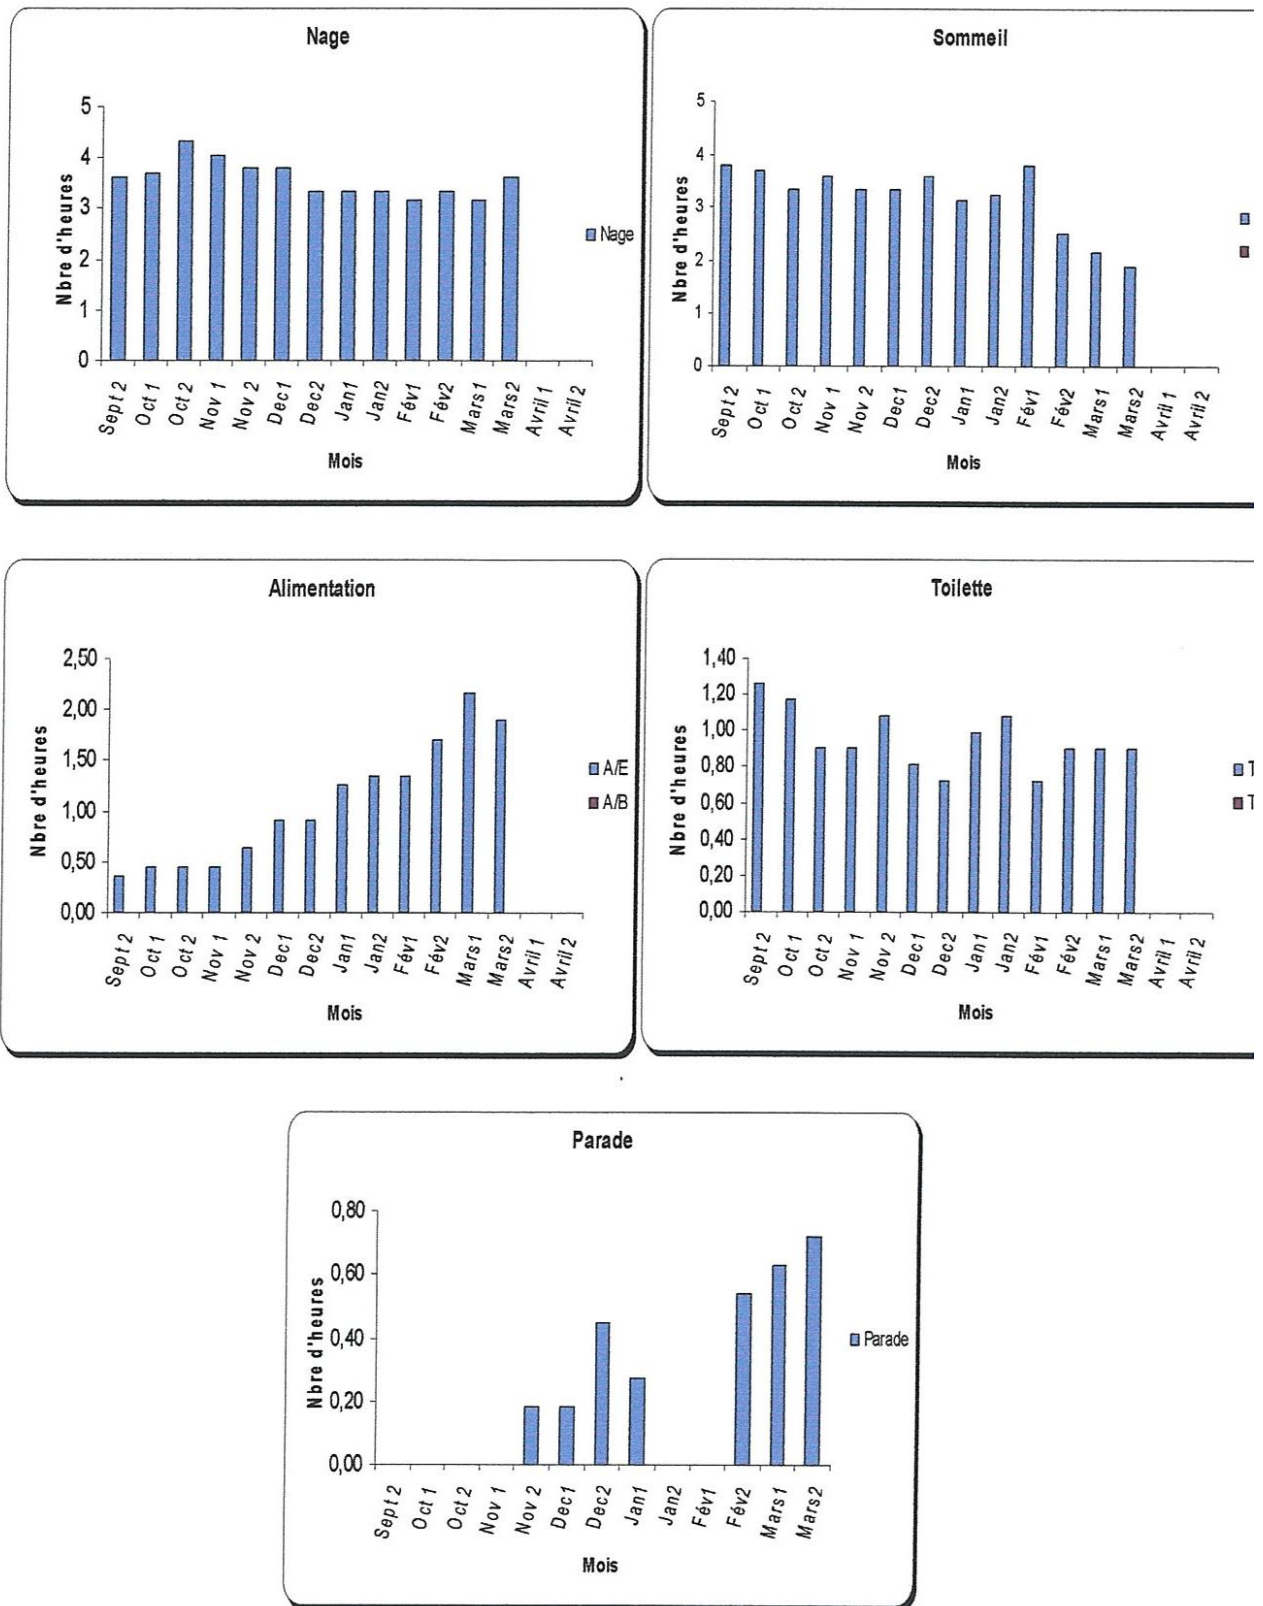 Nage
5
4
3
2
1
0
Nbre d'heures
Sept 2
Oct 1
Oct 2
Nov 1
Nov 2
Dec1
Dec2
Jan1
Jan2
Fév1
Fév2
Mars 1
Mars2
Avril 1
Avril 2
Mois
Nage
Sommeil
5
4
3
2
1
0
Nbre d'heures
Sept 2
Oct 1
Oct 2
Nov 1
Nov 2
Dec1
Dec2
Jan1
Jan2
Fév1
Fév2
Mars1
Mars2
Avril 1
Avril 2
Mois
Alimentation
2,50
2,00
1,50
1,00
0,50
0,00
Nbre d'heures
Sept 2
Oct 1
Oct 2
Nov 1
Nov 2
Dec1
Dec2
Jan1
Jan2
Fév1
Fév2
Mars1
Mars2
Avril 1
Avril 2
Mois
A/E
A/B
Toilette
1,40
1,20
1,00
0,80
0,60
0,40
0,20
0,00
Nbre d'heures
Sept 2
Oct 1
Oct 2
Nov 1
Nov 2
Dec1
Dec2
Jan1
Jan2
Fév1
Fév2
Mars 1
Mars2
Avril 1
Avril 2
Mois
T
T
Parade
0,80
0,60
0,40
0,20
0,00
Nbre d'heures
Sept 2
Oct 1
Oct 2
Nov 1
Nov 2
Dec1
Dec2
Jan1
Jan2
Fév1
Fév2
Mars1
Mars2
Mois
Parade